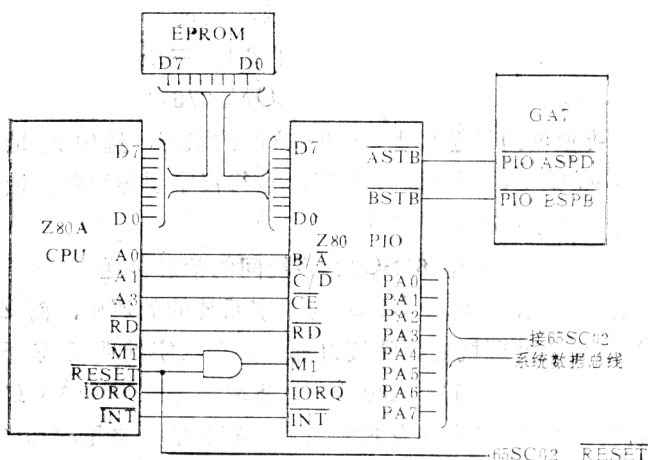 EPROM
D7 D0
GA7
D7
D0
Z80A
CPU
A0
A1
A3
RD
M1
RESET
IORQ
INT
D7
D0
Z80 PIO
B/A
C/D
CE
RD
M1
IORQ
INT
ASTB
BSTB
PIO ASPD
PIO BSPB
PA0
PA1
PA2
PA3
PA4
PA5
PA6
PA7
接65SC02
系统数据总线
65SC02 RESET